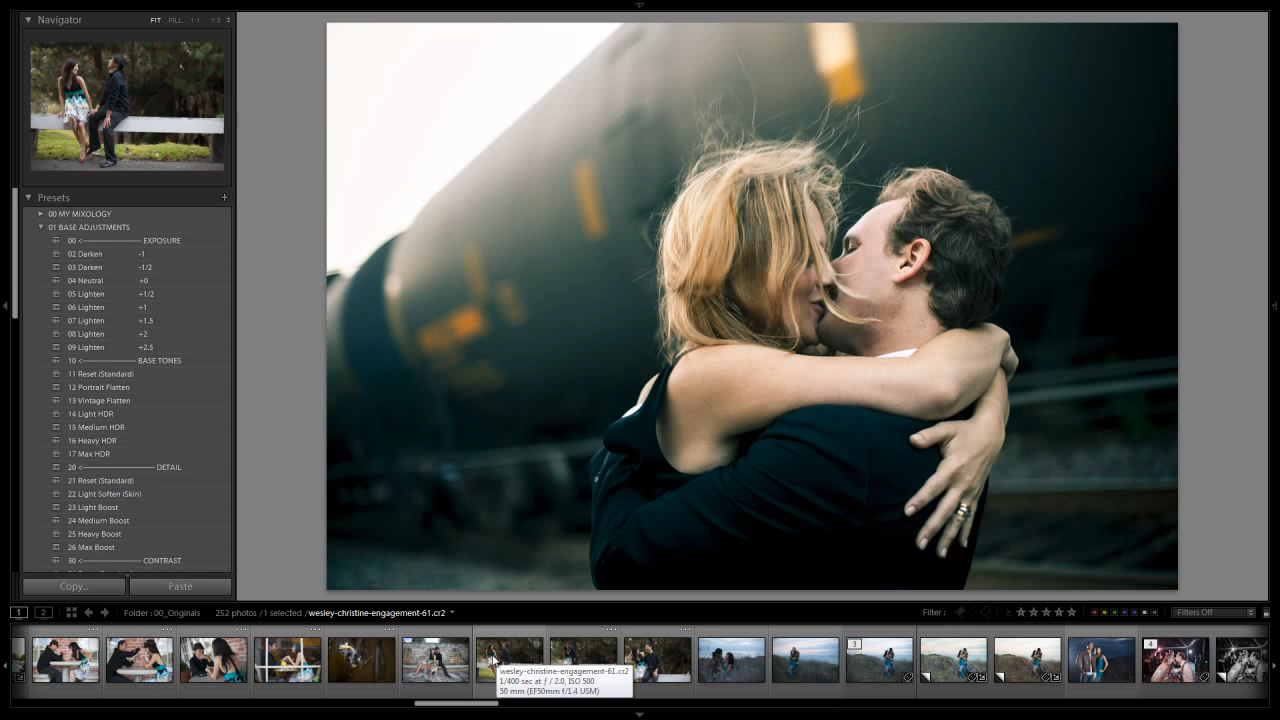 Navigator FIT FILL 1:1 1:3
Presets +
00 MY MIXOLOGY
01 BASE ADJUSTMENTS
00 <---------------- EXPOSURE
02 Darken -1
03 Darken -1/2
04 Neutral +0
05 Lighten +1/2
06 Lighten +1
07 Lighten +1.5
08 Lighten +2
09 Lighten +2.5
10 <---------------- BASE TONES
11 Reset (Standard)
12 Portrait Flatten
13 Vintage Flatten
14 Light HDR
15 Medium HDR
16 Heavy HDR
17 Max HDR
20 <---------------- DETAIL
21 Reset (Standard)
22 Light Soften (Skin)
23 Light Boost
24 Medium Boost
25 Heavy Boost
26 Max Boost
30 <---------------- CONTRAST
Copy... Paste
1 2 Folder : 00_Originals 252 photos / 1 selected / wesley-christine-engagement-61.cr2 Filter : Filters Off
3 4
wesley-christine-engagement-61.cr2
1/400 sec at ƒ / 2.0, ISO 500
50 mm (EF50mm f/1.4 USM)